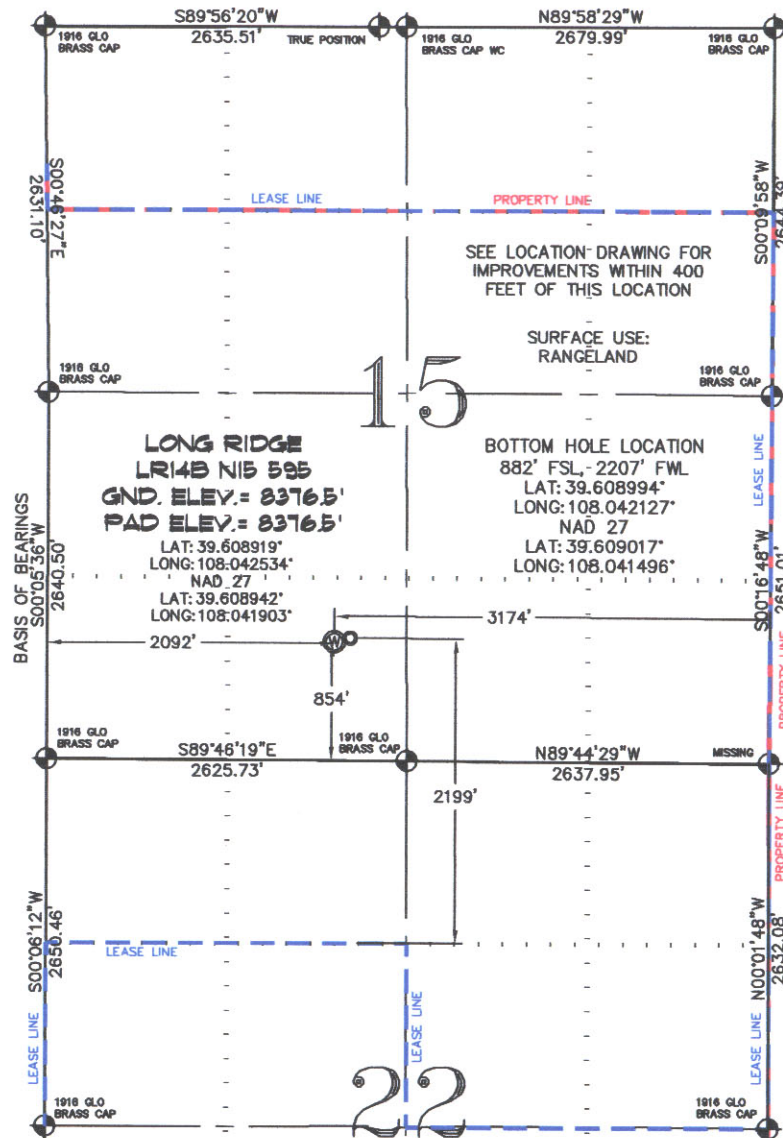 S89°56'20"W
2635.51'
TRUE POSITION
N89°58'29"W
2679.99'
1916 GLO
BRASS CAP
1916 GLO
BRASS CAP WC
1916 GLO
BRASS CAP
S00°46'27"E
2631.10'
LEASE LINE
PROPERTY LINE
S00°09'58"W
SEE LOCATION DRAWING FOR
IMPROVEMENTS WITHIN 400
FEET OF THIS LOCATION
SURFACE USE:
RANGELAND
1916 GLO
BRASS CAP
15
1916 GLO
BRASS CAP
LONG RIDGE
LR14B N15 595
GND. ELEV.= 8376.5'
PAD ELEV.= 8376.5'
LAT: 39.608919°
LONG: 108.042534°
NAD 27
LAT: 39.608942°
LONG: 108.041903°
BOTTOM HOLE LOCATION
882' FSL, 2207' FWL
LAT: 39.608994°
LONG: 108.042127°
NAD 27
LAT: 39.609017°
LONG: 108.041496°
LEASE LINE
BASIS OF BEARINGS
S00°05'36"W
2640.50'
S00°16'48"W
3174'
2092'
W
854'
PROPERTY LINE
1916 GLO
BRASS CAP
S89°46'19"E
2625.73'
1916 GLO
BRASS CAP
N89°44'29"W
2637.95'
MISSING
2199'
PROPERTY LINE
S00°06'12"W
2650.46'
LEASE LINE
N00°01'48"W
2632.08'
LEASE LINE
LEASE LINE
LEASE LINE
1916 GLO
BRASS CAP
22
1916 GLO
BRASS CAP